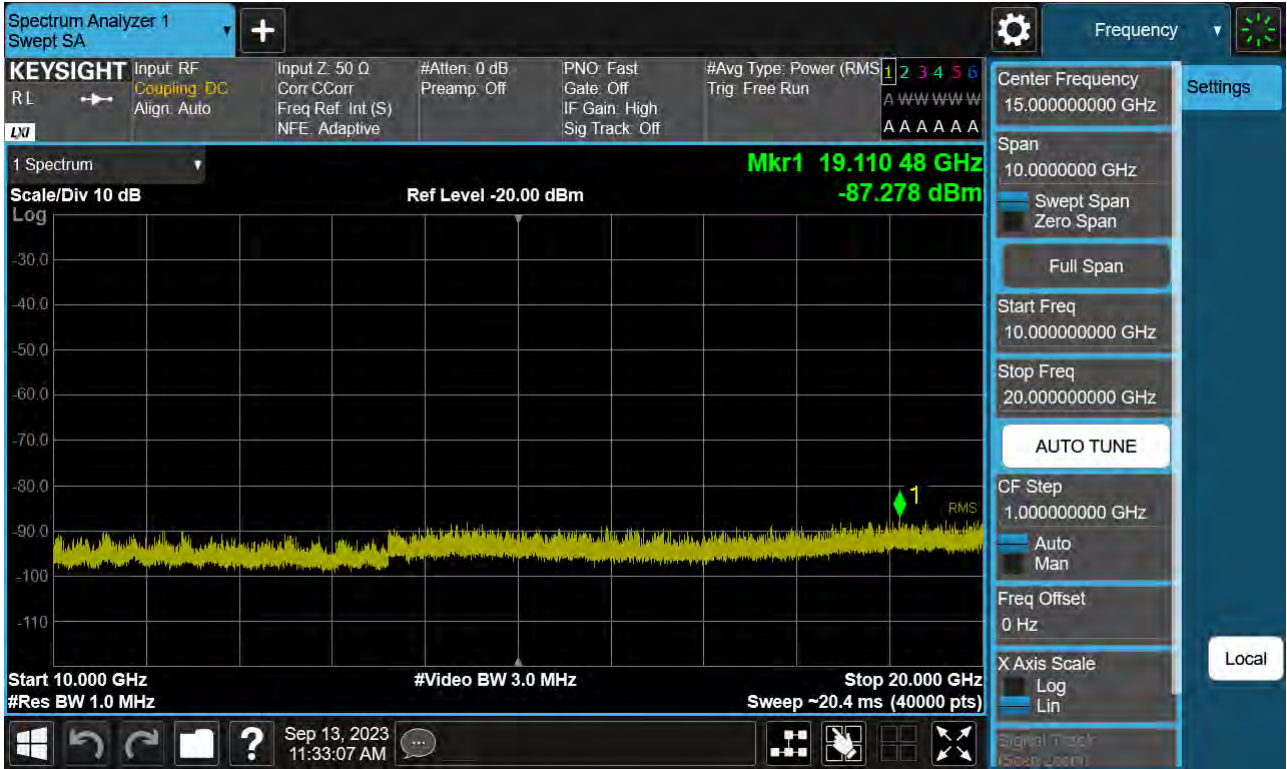 Spectrum Analyzer 1
Swept SA
Frequency
KEYSIGHT
RL
LXI
Input: RF
Coupling: DC
Align: Auto
Input Z: 50 Ω
Corr CCorr
Freq Ref: Int (S)
NFE: Adaptive
#Atten: 0 dB
Preamp: Off
PNO: Fast
Gate: Off
IF Gain: High
Sig Track: Off
#Avg Type: Power (RMS
Trig: Free Run
1 2 3 4 5 6
A W W W W W
A A A A A A
1 Spectrum
Mkr1 19.110 48 GHz
Scale/Div 10 dB
Ref Level -20.00 dBm
-87.278 dBm
Log
-30.0
-40.0
-50.0
-60.0
-70.0
-80.0
1
RMS
-90.0
-100
-110
Start 10.000 GHz
#Video BW 3.0 MHz
Stop 20.000 GHz
#Res BW 1.0 MHz
Sweep ~20.4 ms (40000 pts)
Center Frequency
15.000000000 GHz
Settings
Span
10.0000000 GHz
Swept Span
Zero Span
Full Span
Start Freq
10.000000000 GHz
Stop Freq
20.000000000 GHz
AUTO TUNE
CF Step
1.000000000 GHz
Auto
Man
Freq Offset
0 Hz
X Axis Scale
Log
Lin
Local
Signal Track
(Span Zoom)
?
Sep 13, 2023
11:33:07 AM